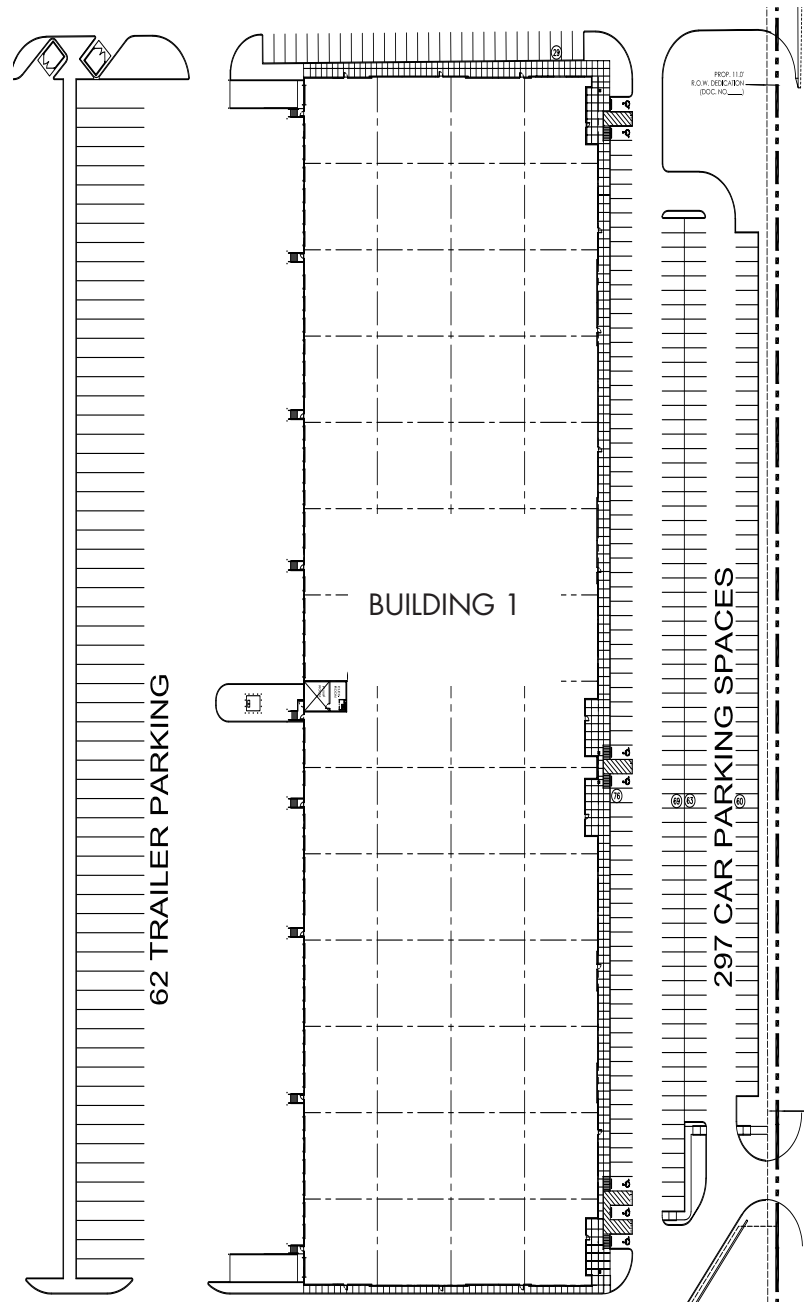 29
PROP. 11.0'
R.O.W. DEDICATION
(DOC. NO.____)
BUILDING 1
62 TRAILER PARKING
297 CAR PARKING SPACES
76
69
63
60